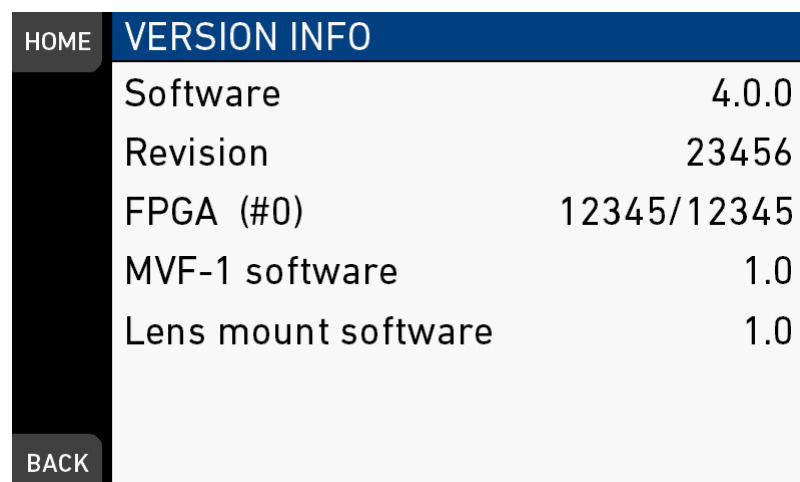 HOME VERSION INFO
Software 4.0.0
Revision 23456
FPGA (#0) 12345/12345
MVF-1 software 1.0
Lens mount software 1.0
BACK